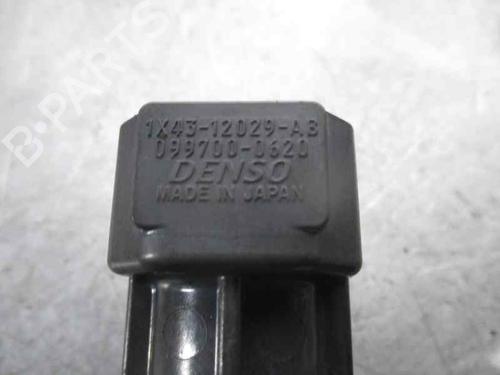 1X43-12029-AB
099700-0620
DENSO
MADE IN JAPAN
B-PARTS